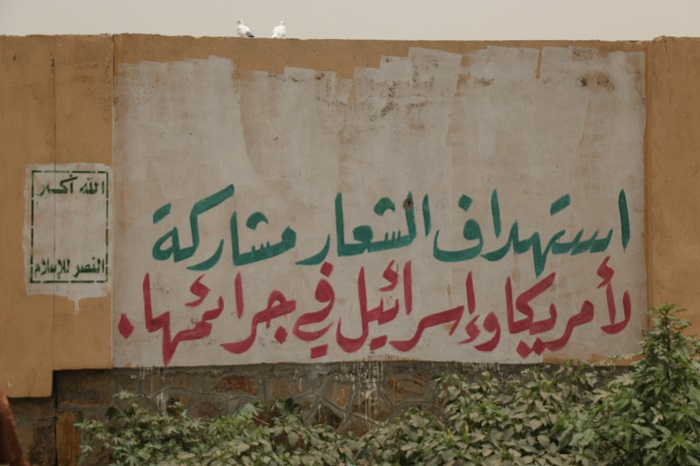 استهداف الشعار مشاركة
لأمريكا وإسرائيل في جرائمها.
الله أكبر
النصر للإسلام